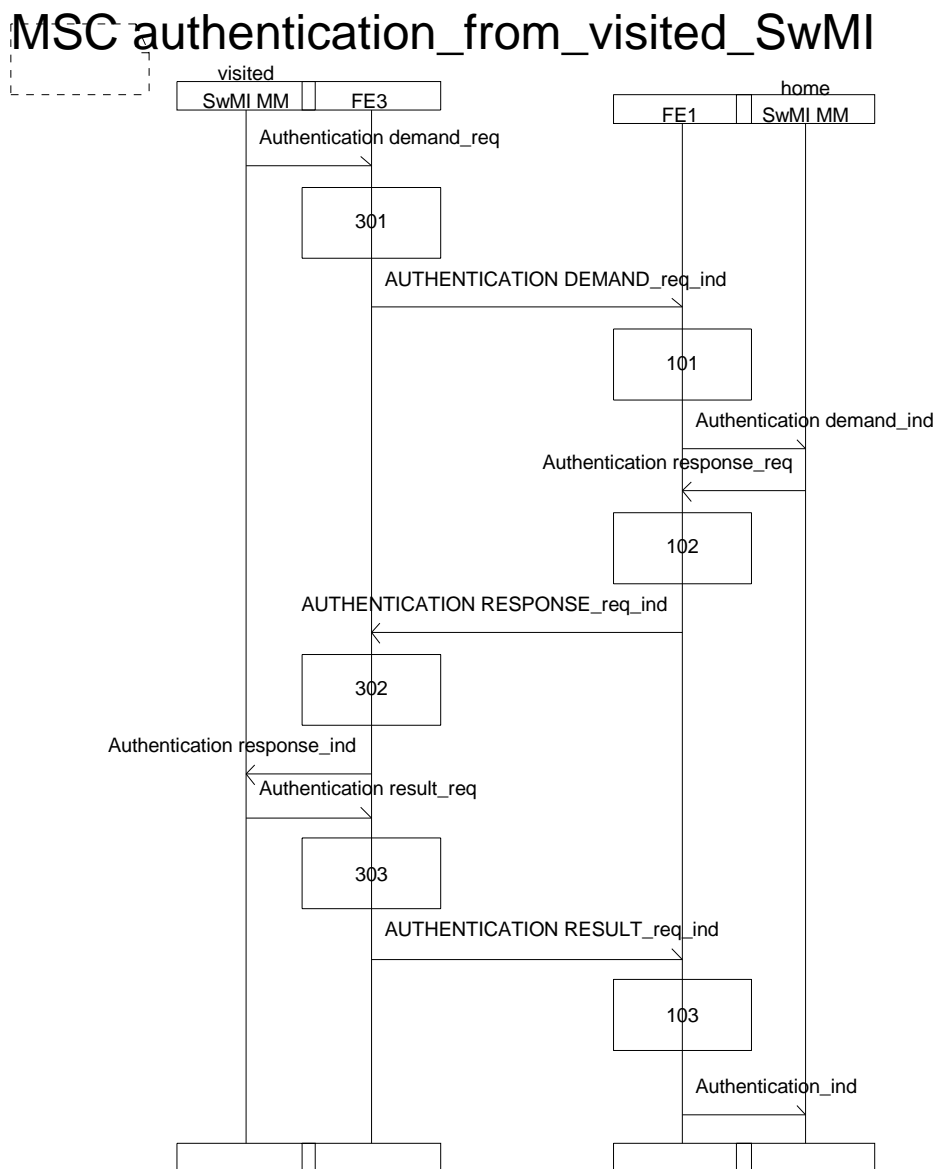 MSC authentication_from_visited_SwMI
visited
SwMI MM
FE3
FE1
home
SwMI MM
Authentication demand_req
301
AUTHENTICATION DEMAND_req_ind
101
Authentication demand_ind
Authentication response_req
102
AUTHENTICATION RESPONSE_req_ind
302
Authentication response_ind
Authentication result_req
303
AUTHENTICATION RESULT_req_ind
103
Authentication_ind